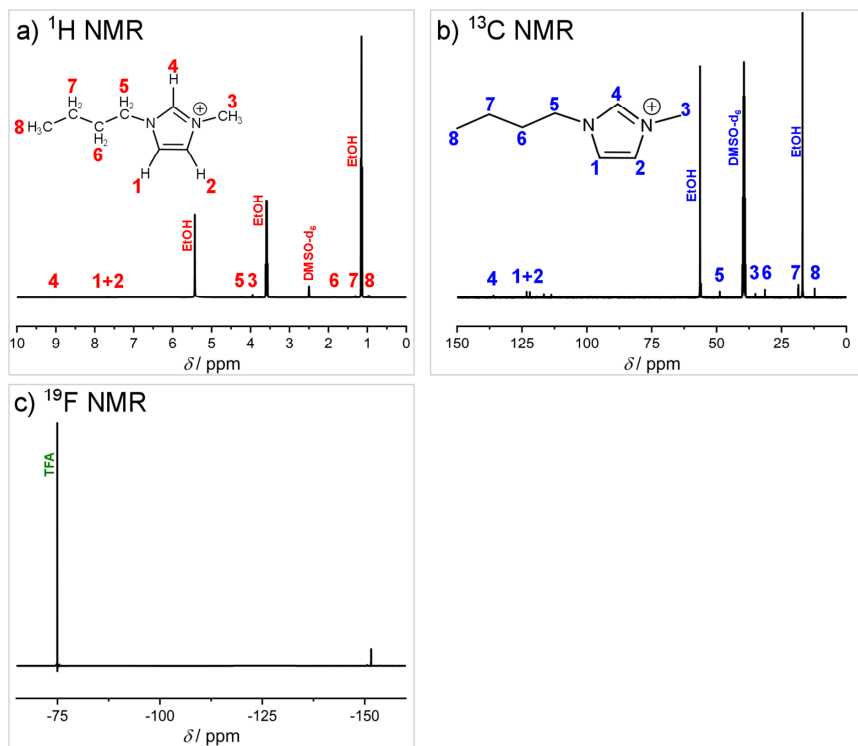 a) ¹H NMR
4
H
7
H₂
C
5
H₂
C
3
8
H₃C
C
H₂
6
N
N
⊕
CH₃
H
H
1
2
EtOH
EtOH
DMSO-d₆
EtOH
4
1+2
5 3
6
7 8
10 9 8 7 6 5 4 3 2 1 0
δ / ppm
b) ¹³C NMR
7
5
4
⊕
3
8
6
N
N
1
2
EtOH
DMSO-d₆
EtOH
4
1+2
5
3 6
7
8
150 125 100 75 50 25 0
δ / ppm
c) ¹⁹F NMR
TFA
-75 -100 -125 -150
δ / ppm